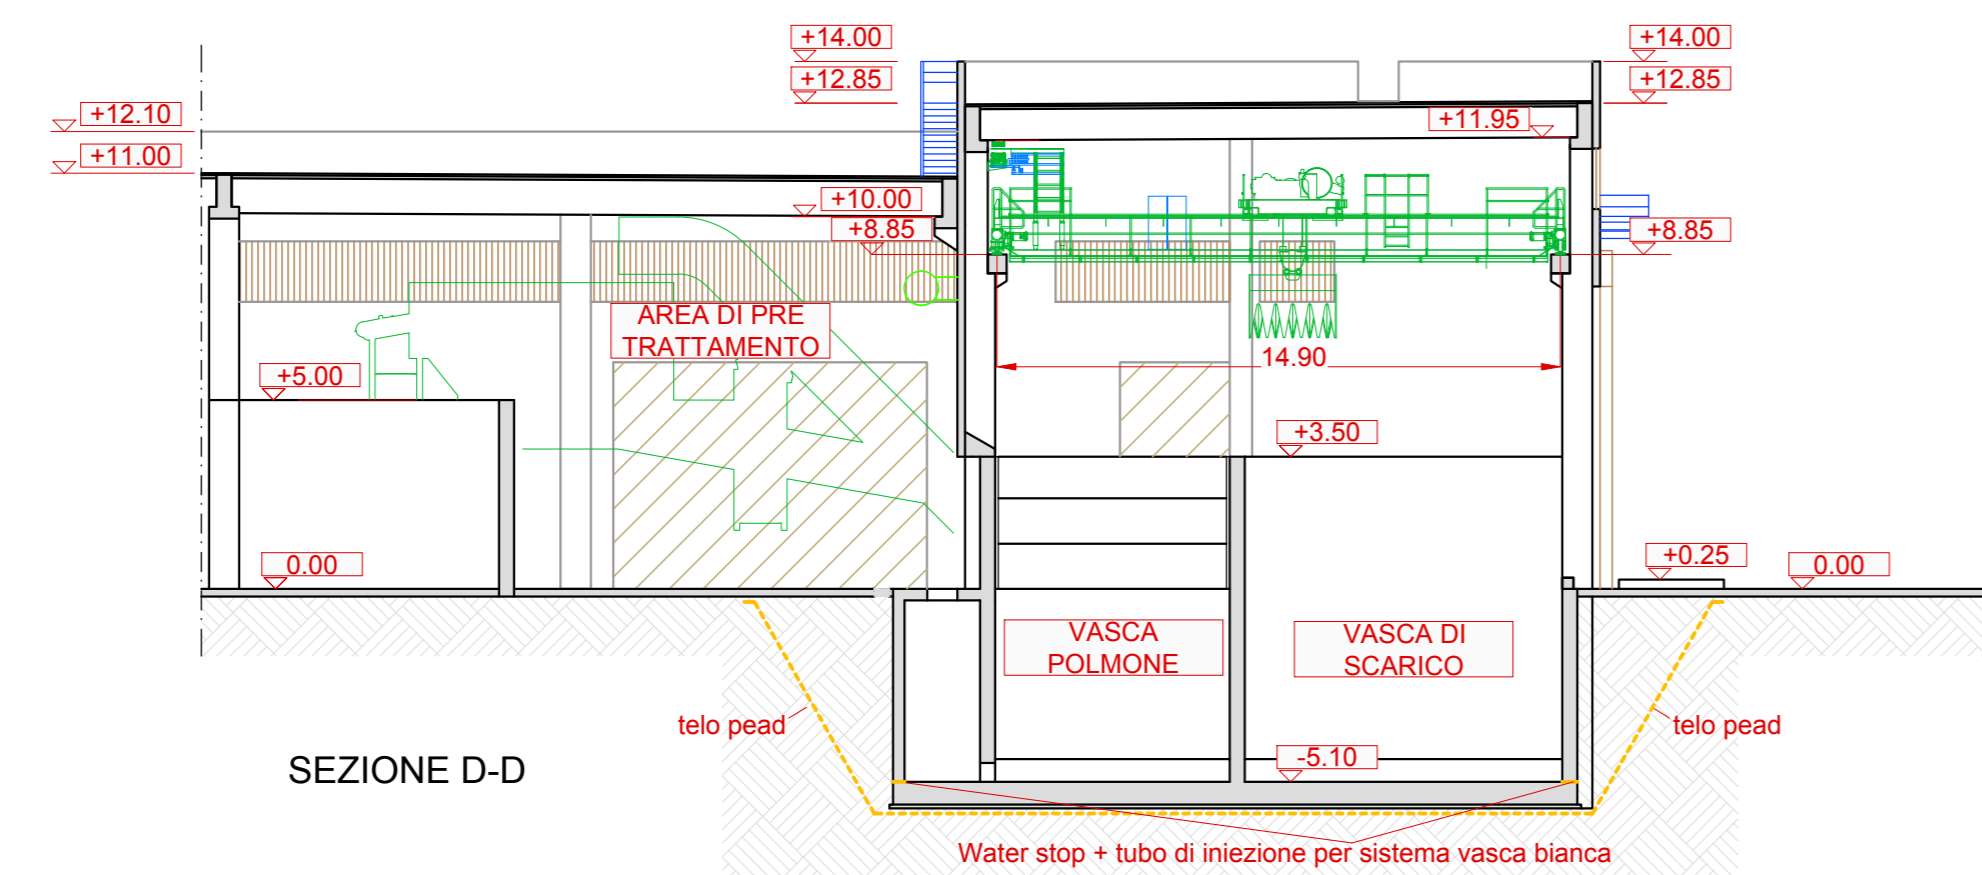 +14.00
+14.00
+12.85
+12.85
+12.10
+11.95
+11.00
+10.00
+8.85
+8.85
AREA DI PRE
TRATTAMENTO
14.90
+5.00
+3.50
0.00
+0.25
0.00
VASCA
POLMONE
VASCA DI
SCARICO
telo pead
telo pead
-5.10
SEZIONE D-D
Water stop + tubo di iniezione per sistema vasca bianca